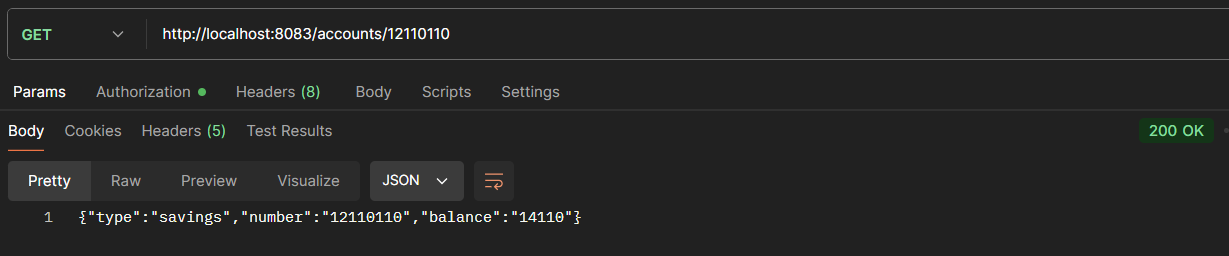 GET http://localhost:8083/accounts/12110110
Params Authorization Headers (8) Body Scripts Settings
Body Cookies Headers (5) Test Results 200 OK
Pretty Raw Preview Visualize JSON
1 {"type":"savings","number":"12110110","balance":"14110"}